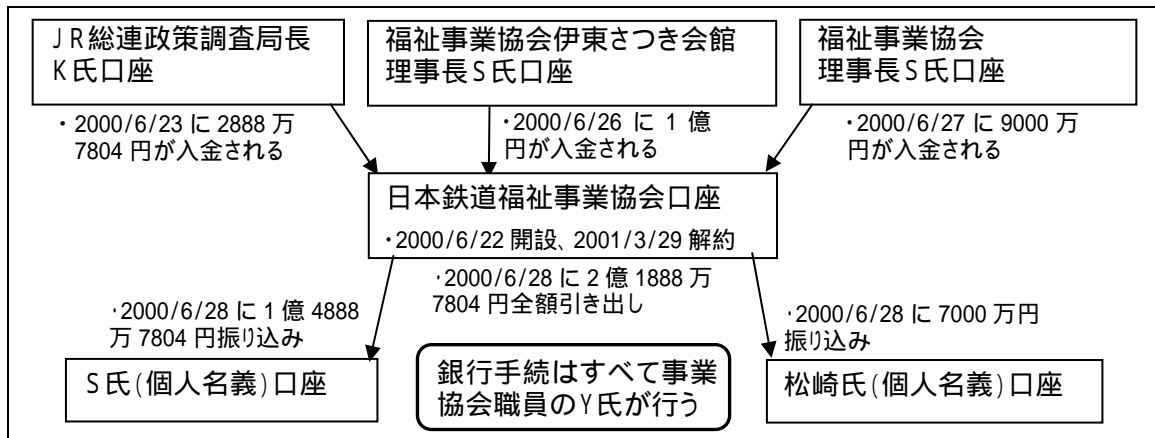 JR総連政策調査局長
K氏口座
福祉事業協会伊東さつき会館
理事長S氏口座
福祉事業協会
理事長S氏口座
・2000/6/23 に 2888 万
7804 円が入金される
・2000/6/26 に 1 億
円が入金される
・2000/6/27 に 9000 万
円が入金される
日本鉄道福祉事業協会口座
・2000/6/22 開設、2001/3/29 解約
・2000/6/28 に 2 億 1888 万
7804 円全額引き出し
・2000/6/28 に 1 億 4888
万 7804 円振り込み
・2000/6/28 に 7000 万円
振り込み
S氏(個人名義)口座
銀行手続はすべて事業
協会職員のY氏が行う
松崎氏(個人名義)口座